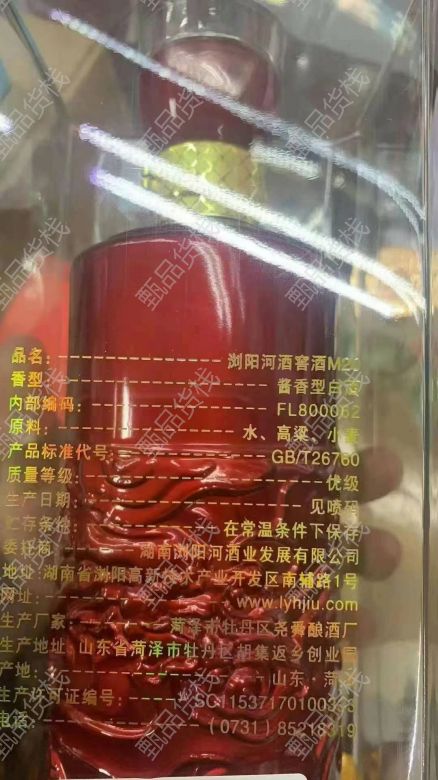 品名: 浏阳河酒窖酒M21
香型 酱香型白酒
内部编码: FL800062
原料: 水、高粱、小麦
产品标准代号: GB/T26760
质量等级: 优级
生产日期: 见喷码
贮存条件: 在常温条件下保存
委托商: 湖南浏阳河酒业发展有限公司
地址: 湖南省浏阳高新技术产业开发区南辅路1号
网址: www.lyhjiu.com
生产厂家: 菏泽市牡丹区尧舜酿酒厂
生产地址: 山东省菏泽市牡丹区胡集返乡创业园
产地: 山东·菏泽
生产许可证编号: SC11537170100
电话: (0731)85218319
甄品货栈